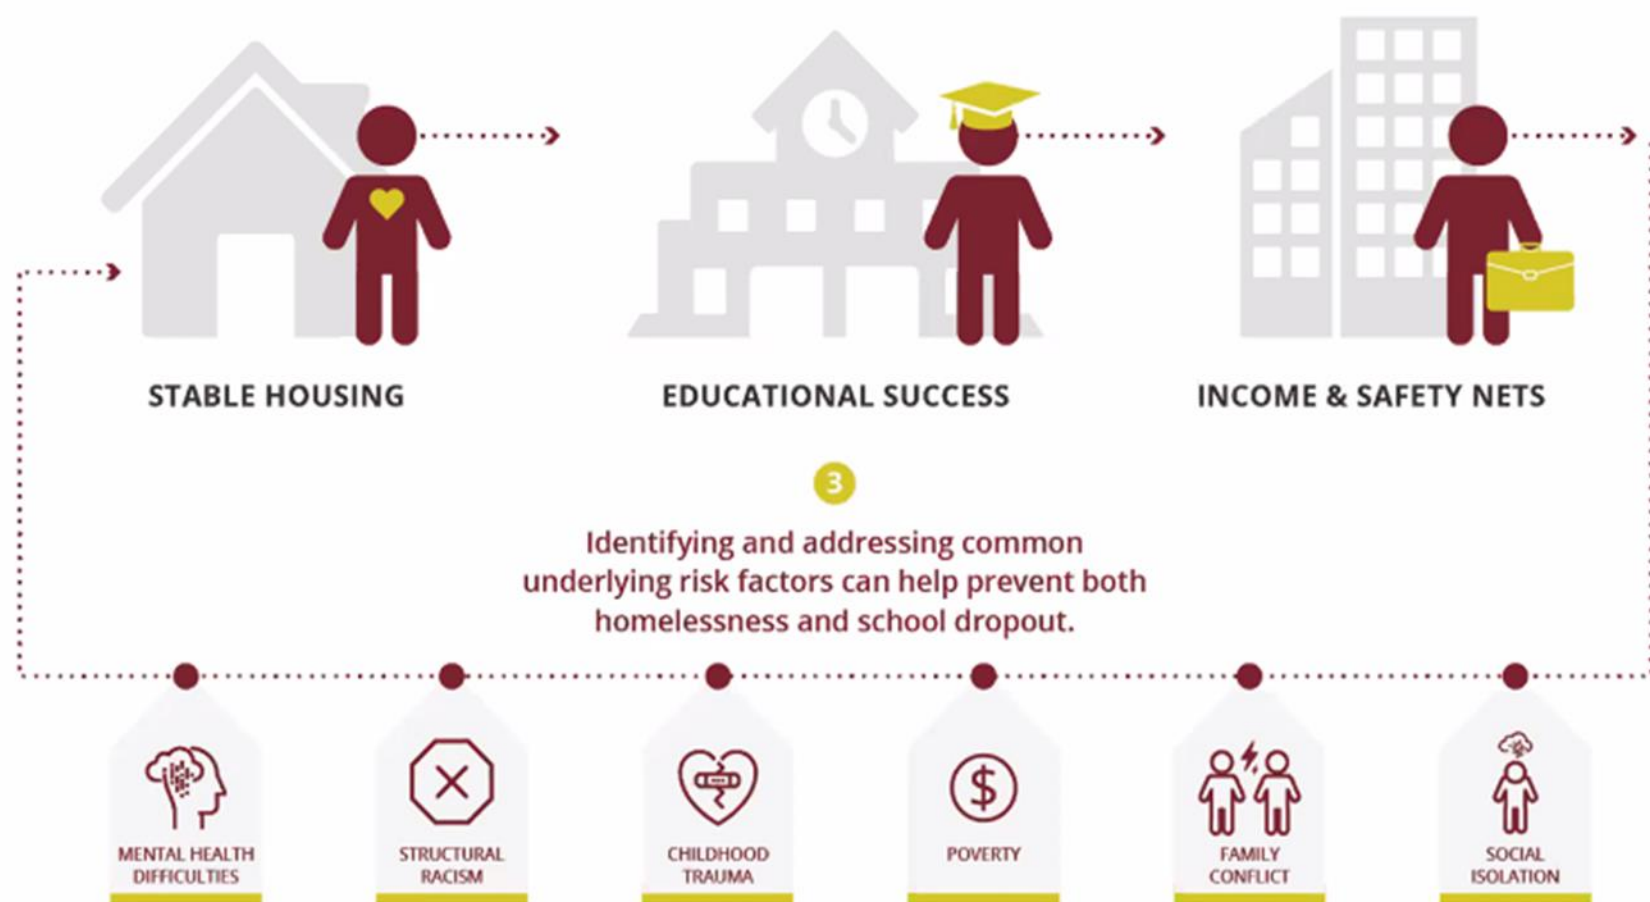 STABLE HOUSING
EDUCATIONAL SUCCESS
INCOME & SAFETY NETS
3
Identifying and addressing common
underlying risk factors can help prevent both
homelessness and school dropout.
MENTAL HEALTH
DIFFICULTIES
STRUCTURAL
RACISM
CHILDHOOD
TRAUMA
$
POVERTY
FAMILY
CONFLICT
SOCIAL
ISOLATION